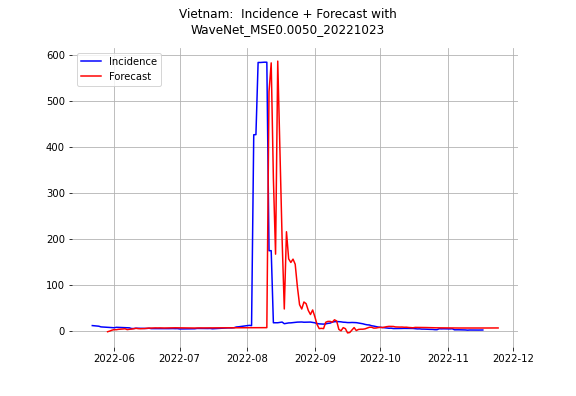 Vietnam:  Incidence + Forecast with
WaveNet_MSE0.0050_20221023
Incidence
Forecast
600
500
400
300
200
100
0
2022-06 2022-07 2022-08 2022-09 2022-10 2022-11 2022-12